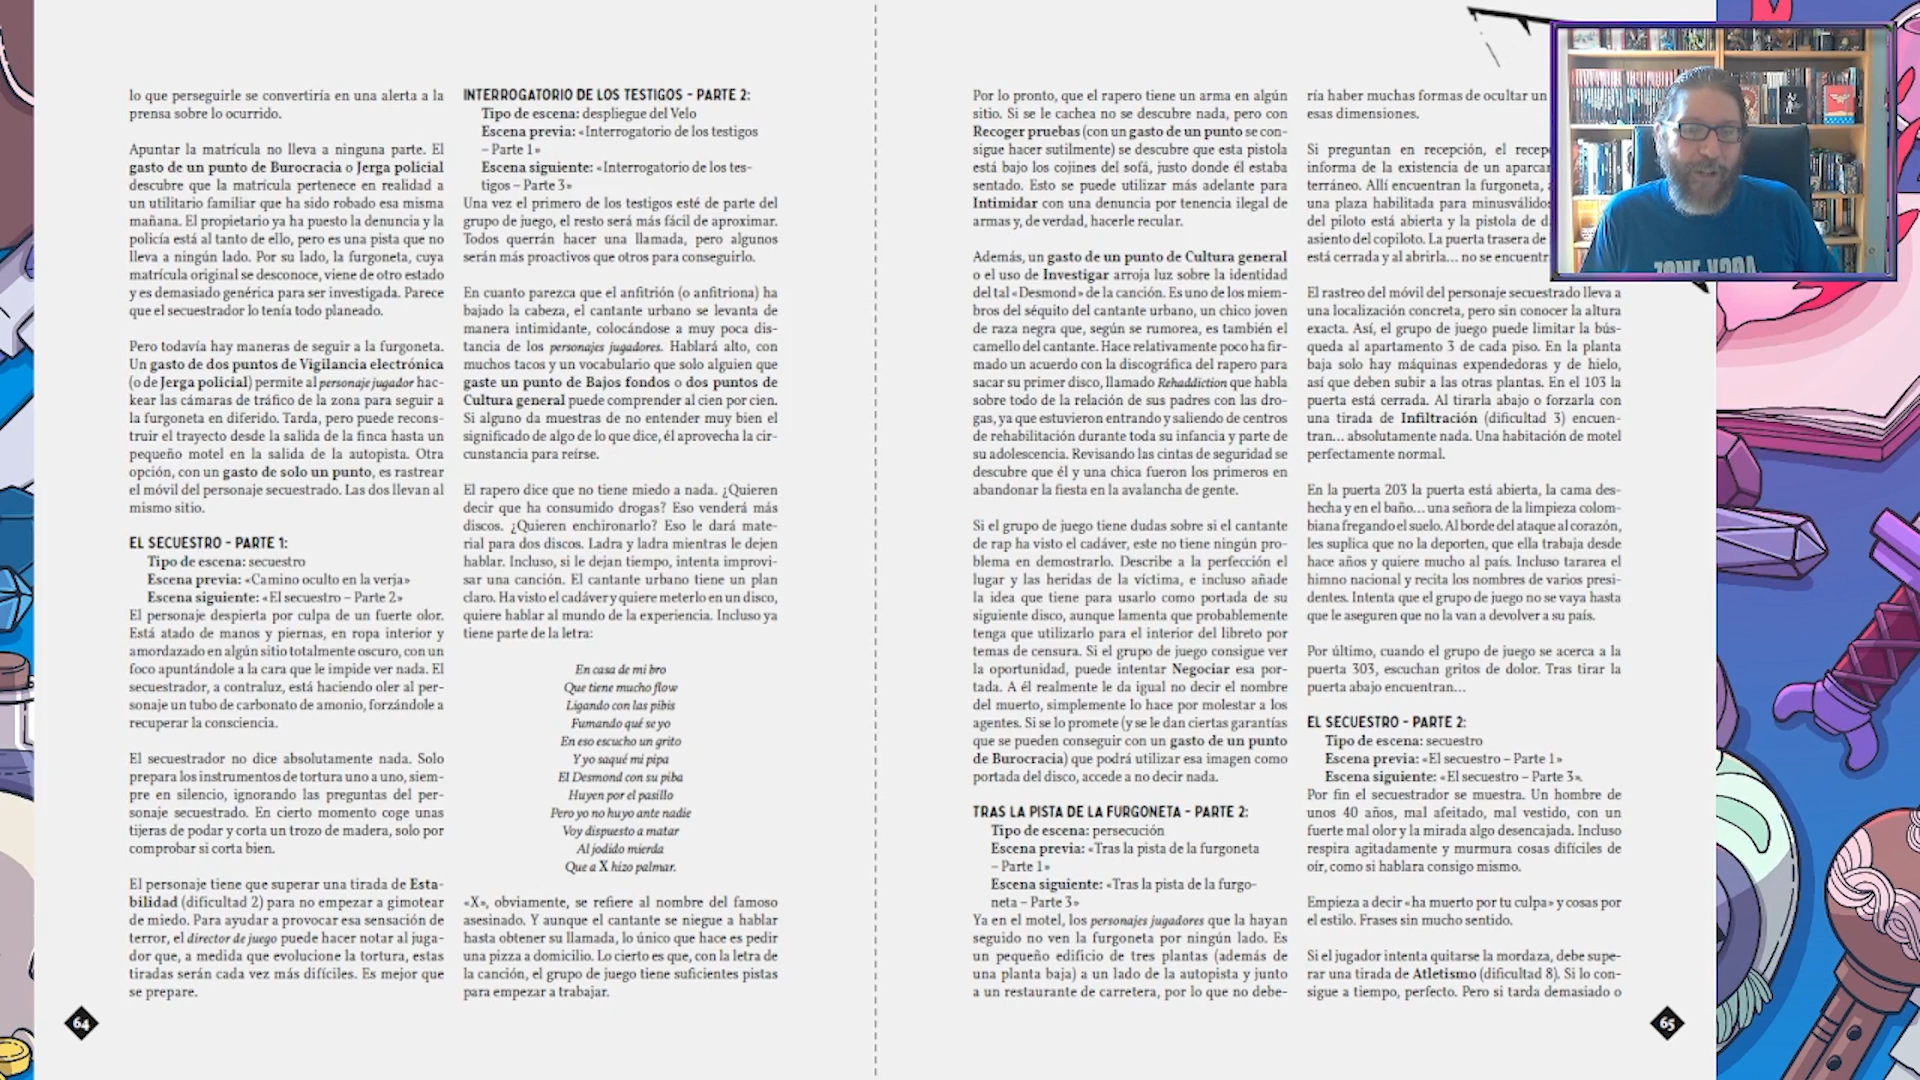 lo que perseguirle se convertiría en una alerta a la
prensa sobre lo ocurrido.
Apuntar la matrícula no lleva a ninguna parte. El
gasto de un punto de Burocracia o Jerga policial
descubre que la matrícula pertenece en realidad a
un utilitario familiar que ha sido robado esa misma
mañana. El propietario ya ha puesto la denuncia y la
policía está al tanto de ello, pero es una pista que no
lleva a ningún lado. Por su lado, la furgoneta, cuya
matrícula original se desconoce, viene de otro estado
y es demasiado genérica para ser investigada. Parece
que el secuestrador lo tenía todo planeado.
Pero todavía hay maneras de seguir a la furgoneta.
Un gasto de dos puntos de Vigilancia electrónica
(o de Jerga policial) permite al personaje jugador hac-
kear las cámaras de tráfico de la zona para seguir a
la furgoneta en diferido. Tarda, pero puede recons-
truir el trayecto desde la salida de la finca hasta un
pequeño motel en la salida de la autopista. Otra
opción, con un gasto de solo un punto, es rastrear
el móvil del personaje secuestrado. Las dos llevan al
mismo sitio.
EL SECUESTRO - PARTE 1:
Tipo de escena: secuestro
Escena previa: «Camino oculto en la verja»
Escena siguiente: «El secuestro – Parte 2»
El personaje despierta por culpa de un fuerte olor.
Está atado de manos y piernas, en ropa interior y
amordazado en algún sitio totalmente oscuro, con un
foco apuntándole a la cara que le impide ver nada. El
secuestrador, a contraluz, está haciendo oler al per-
sonaje un tubo de carbonato de amonio, forzándole a
recuperar la consciencia.
El secuestrador no dice absolutamente nada. Solo
prepara los instrumentos de tortura uno a uno, siem-
pre en silencio, ignorando las preguntas del per-
sonaje secuestrado. En cierto momento coge unas
tijeras de podar y corta un trozo de madera, solo por
comprobar si corta bien.
El personaje tiene que superar una tirada de Esta-
bilidad (dificultad 2) para no empezar a gimotear
de miedo. Para ayudar a provocar esa sensación de
terror, el director de juego puede hacer notar al juga-
dor que, a medida que evolucione la tortura, estas
tiradas serán cada vez más difíciles. Es mejor que
se prepare.
64
INTERROGATORIO DE LOS TESTIGOS - PARTE 2:
Tipo de escena: despliegue del Velo
Escena previa: «Interrogatorio de los testigos
– Parte 1»
Escena siguiente: «Interrogatorio de los tes-
tigos – Parte 3»
Una vez el primero de los testigos esté de parte del
grupo de juego, el resto será más fácil de aproximar.
Todos querrán hacer una llamada, pero algunos
serán más proactivos que otros para conseguirlo.
En cuanto parezca que el anfitrión (o anfitriona) ha
bajado la cabeza, el cantante urbano se levanta de
manera intimidante, colocándose a muy poca dis-
tancia de los personajes jugadores. Hablará alto, con
muchos tacos y un vocabulario que solo alguien que
gaste un punto de Bajos fondos o dos puntos de
Cultura general puede comprender al cien por cien.
Si alguno da muestras de no entender muy bien el
significado de algo de lo que dice, él aprovecha la cir-
cunstancia para reírse.
El rapero dice que no tiene miedo a nada. ¿Quieren
decir que ha consumido drogas? Eso venderá más
discos. ¿Quieren enchironarlo? Eso le dará mate-
rial para dos discos. Ladra y ladra mientras le dejen
hablar. Incluso, si le dejan tiempo, intenta improvi-
sar una canción. El cantante urbano tiene un plan
claro. Ha visto el cadáver y quiere meterlo en un disco,
quiere hablar al mundo de la experiencia. Incluso ya
tiene parte de la letra:
En casa de mi bro
Que tiene mucho flow
Ligando con las pibis
Fumando qué se yo
En eso escucho un grito
Y yo saqué mi pipa
El Desmond con su piba
Huyen por el pasillo
Pero yo no huyo ante nadie
Voy dispuesto a matar
Al jodido mierda
Que a X hizo palmar.
«X», obviamente, se refiere al nombre del famoso
asesinado. Y aunque el cantante se niegue a hablar
hasta obtener su llamada, lo único que hace es pedir
una pizza a domicilio. Lo cierto es que, con la letra de
la canción, el grupo de juego tiene suficientes pistas
para empezar a trabajar.
Por lo pronto, que el rapero tiene un arma en algún
sitio. Si se le cachea no se descubre nada, pero con
Recoger pruebas (con un gasto de un punto se con-
sigue hacer sutilmente) se descubre que esta pistola
está bajo los cojines del sofá, justo donde él estaba
sentado. Esto se puede utilizar más adelante para
Intimidar con una denuncia por tenencia ilegal de
armas y, de verdad, hacerle recular.
Además, un gasto de un punto de Cultura general
o el uso de Investigar arroja luz sobre la identidad
del tal «Desmond» de la canción. Es uno de los miem-
bros del séquito del cantante urbano, un chico joven
de raza negra que, según se rumorea, es también el
camello del cantante. Hace relativamente poco ha fir-
mado un acuerdo con la discográfica del rapero para
sacar su primer disco, llamado Rehaddiction que habla
sobre todo de la relación de sus padres con las dro-
gas, ya que estuvieron entrando y saliendo de centros
de rehabilitación durante toda su infancia y parte de
su adolescencia. Revisando las cintas de seguridad se
descubre que él y una chica fueron los primeros en
abandonar la fiesta en la avalancha de gente.
Si el grupo de juego tiene dudas sobre si el cantante
de rap ha visto el cadáver, este no tiene ningún pro-
blema en demostrarlo. Describe a la perfección el
lugar y las heridas de la víctima, e incluso añade
la idea que tiene para usarlo como portada de su
siguiente disco, aunque lamenta que probablemente
tenga que utilizarlo para el interior del libreto por
temas de censura. Si el grupo de juego consigue ver
la oportunidad, puede intentar Negociar esa por-
tada. A él realmente le da igual no decir el nombre
del muerto, simplemente lo hace por molestar a los
agentes. Si se lo promete (y se le dan ciertas garantías
que se pueden conseguir con un gasto de un punto
de Burocracia) que podrá utilizar esa imagen como
portada del disco, accede a no decir nada.
TRAS LA PISTA DE LA FURGONETA - PARTE 2:
Tipo de escena: persecución
Escena previa: «Tras la pista de la furgoneta
– Parte 1»
Escena siguiente: «Tras la pista de la furgo-
neta – Parte 3»
Ya en el motel, los personajes jugadores que la hayan
seguido no ven la furgoneta por ningún lado. Es
un pequeño edificio de tres plantas (además de
una planta baja) a un lado de la autopista y junto
a un restaurante de carretera, por lo que no debe-
ría haber muchas formas de ocultar un
esas dimensiones.
Si preguntan en recepción, el
informa de la existencia de un
Allí encuentran la furgoneta,
una plaza habilitada para minusválidos
del piloto está abierta y la pistola de
asiento del copiloto. La puerta trasera de
está cerrada y al abrirla... no se
El rastreo del móvil del personaje secuestrado lleva a
una localización concreta, pero sin conocer la altura
exacta. Así, el grupo de juego puede limitar la bús-
queda al apartamento 3 de cada piso. En la planta
baja solo hay máquinas expendedoras y de hielo,
así que deben subir a las otras plantas. En el 103 la
puerta está cerrada. Al tirarla abajo o forzarla con
una tirada de Infiltración (dificultad 3) encuen-
tran... absolutamente nada. Una habitación de motel
perfectamente normal.
En la puerta 203 la puerta está abierta, la cama des-
hecha y en el baño... una señora de la limpieza colom-
biana fregando el suelo. Al borde del ataque al corazón,
les suplica que no la deporten, que ella trabaja desde
hace años y quiere mucho al país. Incluso tararea el
himno nacional y recita los nombres de varios presi-
dentes. Intenta que el grupo de juego no se vaya hasta
que le aseguren que no la van a devolver a su país.
Por último, cuando el grupo de juego se acerca a la
puerta 303, escuchan gritos de dolor. Tras tirar la
puerta abajo encuentran...
EL SECUESTRO - PARTE 2:
Tipo de escena: secuestro
Escena previa: «El secuestro – Parte 1»
Escena siguiente: «El secuestro – Parte 3».
Por fin el secuestrador se muestra. Un hombre de
unos 40 años, mal afeitado, mal vestido, con un
fuerte mal olor y la mirada algo desencajada. Incluso
respira agitadamente y murmura cosas difíciles de
oír, como si hablara consigo mismo.
Empieza a decir «ha muerto por tu culpa» y cosas por
el estilo. Frases sin mucho sentido.
Si el jugador intenta quitarse la mordaza, debe supe-
rar una tirada de Atletismo (dificultad 8). Si lo con-
sigue a tiempo, perfecto. Pero si tarda demasiado o
65